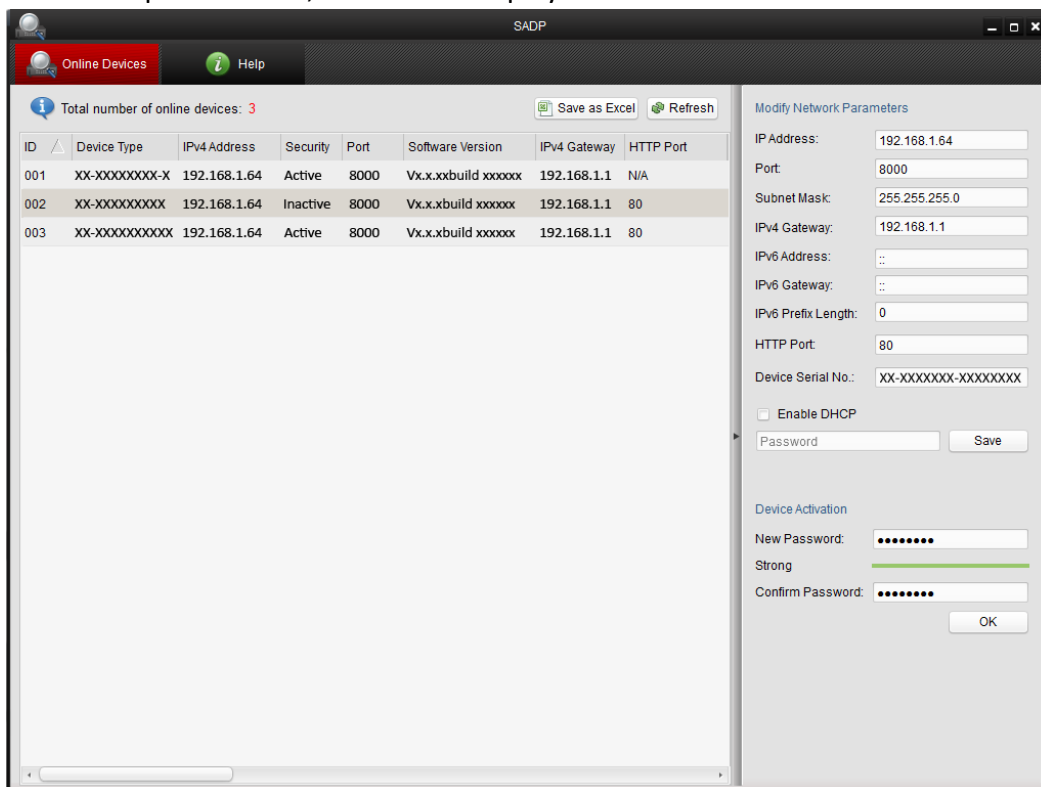 SADP
Online Devices Help
Total number of online devices: 3 Save as Excel Refresh
ID Device Type IPv4 Address Security Port Software Version IPv4 Gateway HTTP Port
001 XX-XXXXXXXX-X 192.168.1.64 Active 8000 Vx.x.xxbuild xxxxxx 192.168.1.1 N/A
002 XX-XXXXXXXXX 192.168.1.64 Inactive 8000 Vx.x.xbuild xxxxxx 192.168.1.1 80
003 XX-XXXXXXXXXX 192.168.1.64 Active 8000 Vx.x.xbuild xxxxxx 192.168.1.1 80
Modify Network Parameters
IP Address: 192.168.1.64
Port: 8000
Subnet Mask: 255.255.255.0
IPv4 Gateway: 192.168.1.1
IPv6 Address: ::
IPv6 Gateway: ::
IPv6 Prefix Length: 0
HTTP Port: 80
Device Serial No.: XX-XXXXXXX-XXXXXXXX
Enable DHCP
Password Save
Device Activation
New Password: ●●●●●●●●
Strong
Confirm Password: ●●●●●●●●
OK